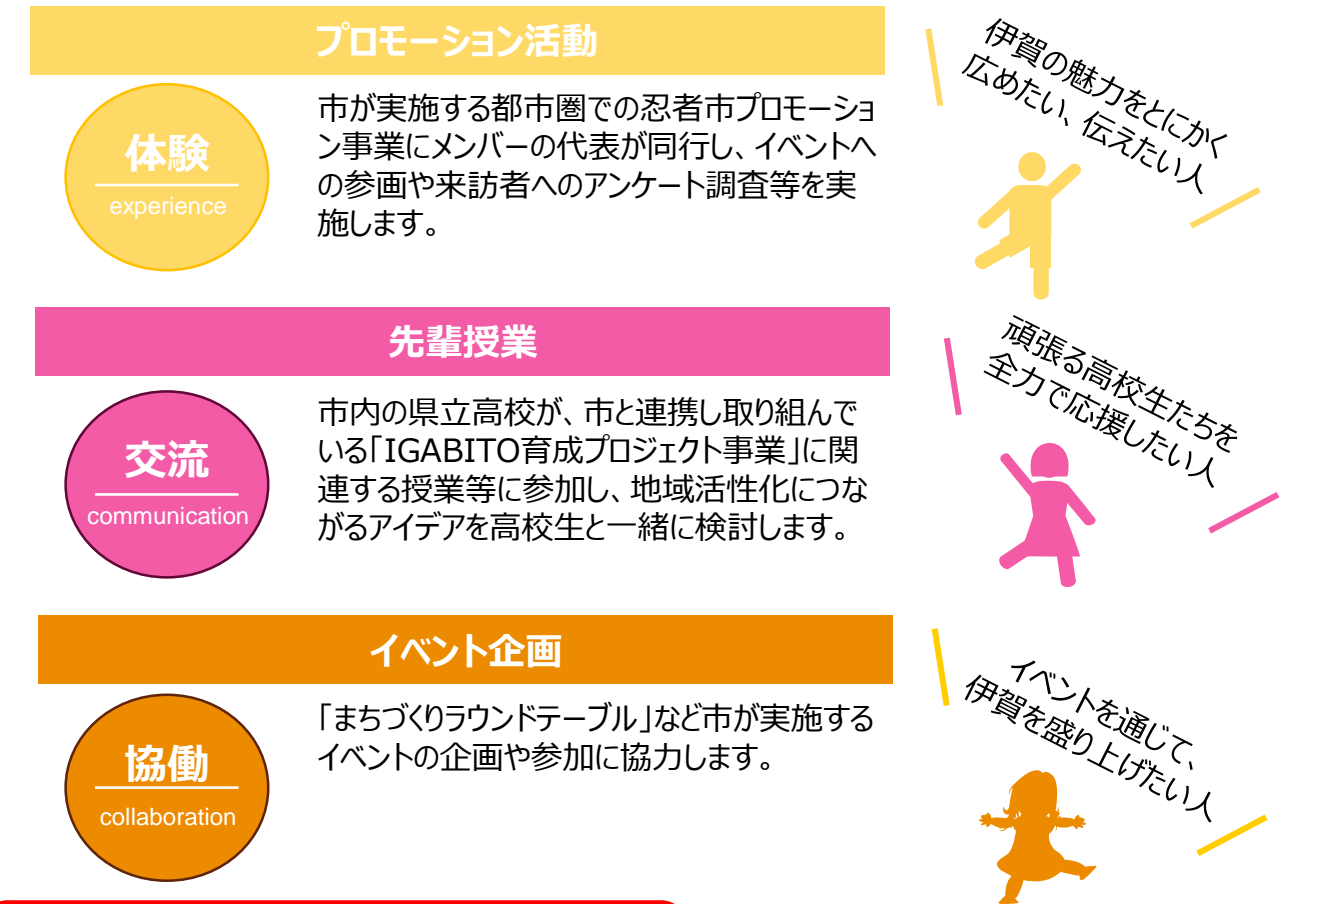 プロモーション活動
体験
experience
市が実施する都市圏での忍者市プロモーショ
ン事業にメンバーの代表が同行し、イベントへ
の参画や来訪者へのアンケート調査等を実
施します。
伊賀の魅力をとにかく
広めたい、伝えたい人
先輩授業
交流
communication
市内の県立高校が、市と連携し取り組んで
いる「IGABITO育成プロジェクト事業」に関
連する授業等に参加し、地域活性化につな
がるアイデアを高校生と一緒に検討します。
頑張る高校生たちを
全力で応援したい人
イベント企画
協働
collaboration
「まちづくりラウンドテーブル」など市が実施する
イベントの企画や参加に協力します。
イベントを通じて、
伊賀を盛り上げたい人